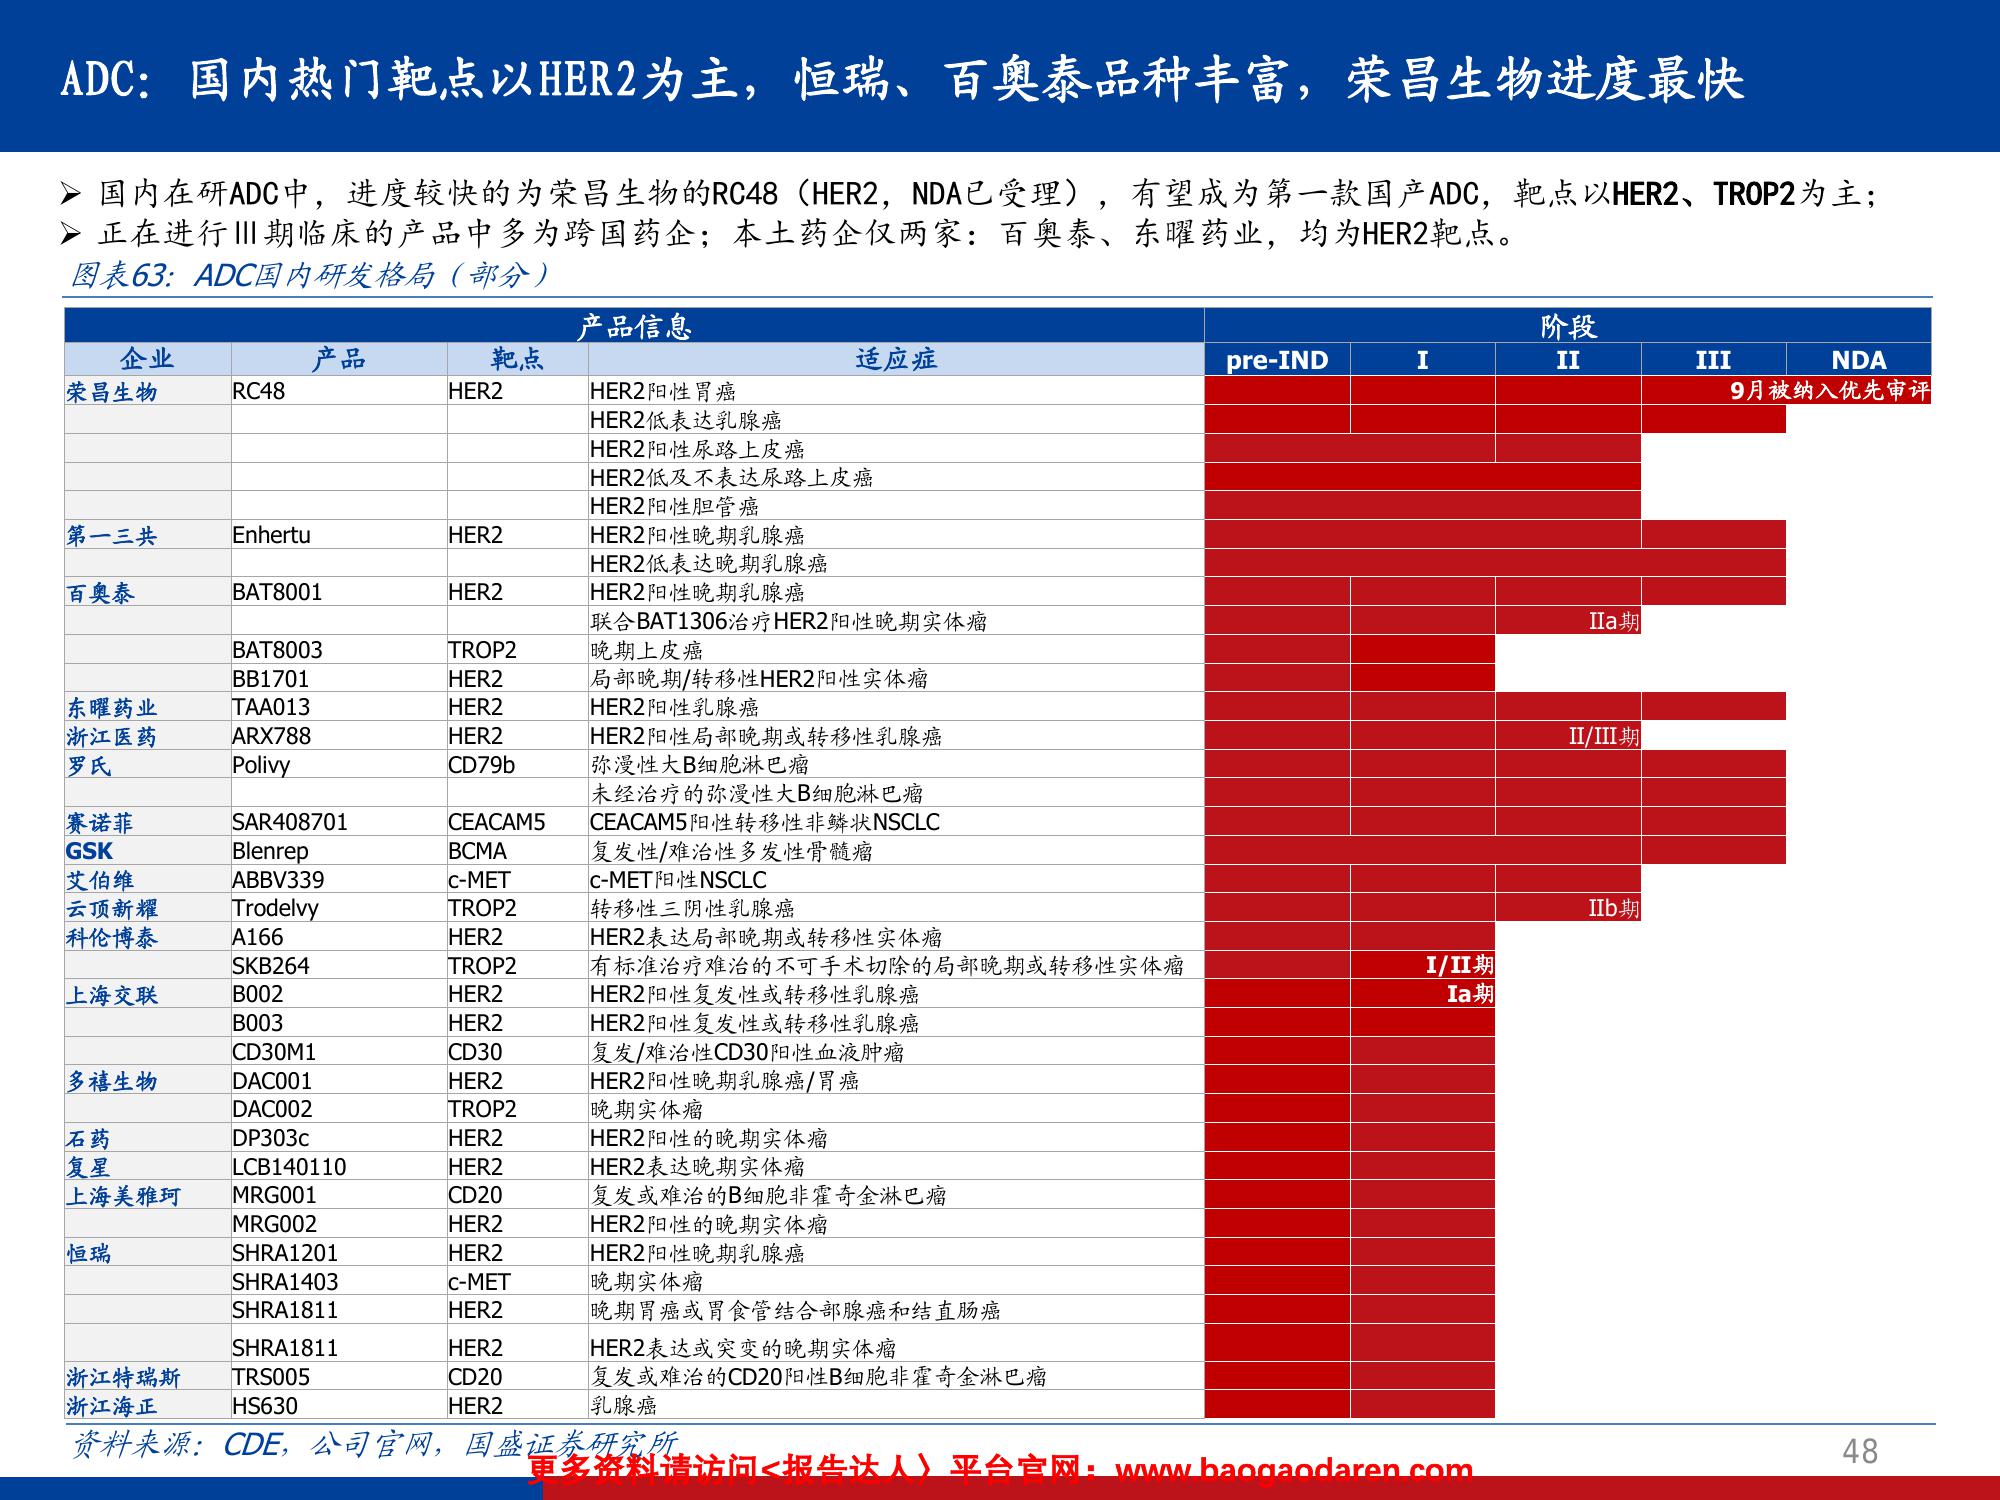 ADC：国内热门靶点以HER2为主，恒瑞、百奥泰品种丰富，荣昌生物进度最快
➢ 国内在研ADC中，进度较快的为荣昌生物的RC48（HER2，NDA已受理），有望成为第一款国产ADC，靶点以HER2、TROP2为主；
➢ 正在进行Ⅲ期临床的产品中多为跨国药企；本土药企仅两家：百奥泰、东曜药业，均为HER2靶点。
图表63：ADC国内研发格局（部分）
产品信息 阶段
企业 产品 靶点 适应症 pre-IND I II III NDA
荣昌生物 RC48 HER2 HER2阳性胃癌 9月被纳入优先审评
HER2低表达乳腺癌
HER2阳性尿路上皮癌
HER2低及不表达尿路上皮癌
HER2阳性胆管癌
第一三共 Enhertu HER2 HER2阳性晚期乳腺癌
HER2低表达晚期乳腺癌
百奥泰 BAT8001 HER2 HER2阳性晚期乳腺癌
联合BAT1306治疗HER2阳性晚期实体瘤 IIa期
BAT8003 TROP2 晚期上皮癌
BB1701 HER2 局部晚期/转移性HER2阳性实体瘤
东曜药业 TAA013 HER2 HER2阳性乳腺癌
浙江医药 ARX788 HER2 HER2阳性局部晚期或转移性乳腺癌 II/III期
罗氏 Polivy CD79b 弥漫性大B细胞淋巴瘤
未经治疗的弥漫性大B细胞淋巴瘤
赛诺菲 SAR408701 CEACAM5 CEACAM5阳性转移性非鳞状NSCLC
GSK Blenrep BCMA 复发性/难治性多发性骨髓瘤
艾伯维 ABBV339 c-MET c-MET阳性NSCLC
云顶新耀 Trodelvy TROP2 转移性三阴性乳腺癌 IIb期
科伦博泰 A166 HER2 HER2表达局部晚期或转移性实体瘤
SKB264 TROP2 有标准治疗难治的不可手术切除的局部晚期或转移性实体瘤 I/II期
上海交联 B002 HER2 HER2阳性复发性或转移性乳腺癌 Ia期
B003 HER2 HER2阳性复发性或转移性乳腺癌
CD30M1 CD30 复发/难治性CD30阳性血液肿瘤
多禧生物 DAC001 HER2 HER2阳性晚期乳腺癌/胃癌
DAC002 TROP2 晚期实体瘤
石药 DP303c HER2 HER2阳性的晚期实体瘤
复星 LCB140110 HER2 HER2表达晚期实体瘤
上海美雅珂 MRG001 CD20 复发或难治的B细胞非霍奇金淋巴瘤
MRG002 HER2 HER2阳性的晚期实体瘤
恒瑞 SHRA1201 HER2 HER2阳性晚期乳腺癌
SHRA1403 c-MET 晚期实体瘤
SHRA1811 HER2 晚期胃癌或胃食管结合部腺癌和结直肠癌
SHRA1811 HER2 HER2表达或突变的晚期实体瘤
浙江特瑞斯 TRS005 CD20 复发或难治的CD20阳性B细胞非霍奇金淋巴瘤
浙江海正 HS630 HER2 乳腺癌
资料来源：CDE，公司官网，国盛证券研究所
48
更多资料请访问<报告达人〉平台官网：www.baogaodaren.com